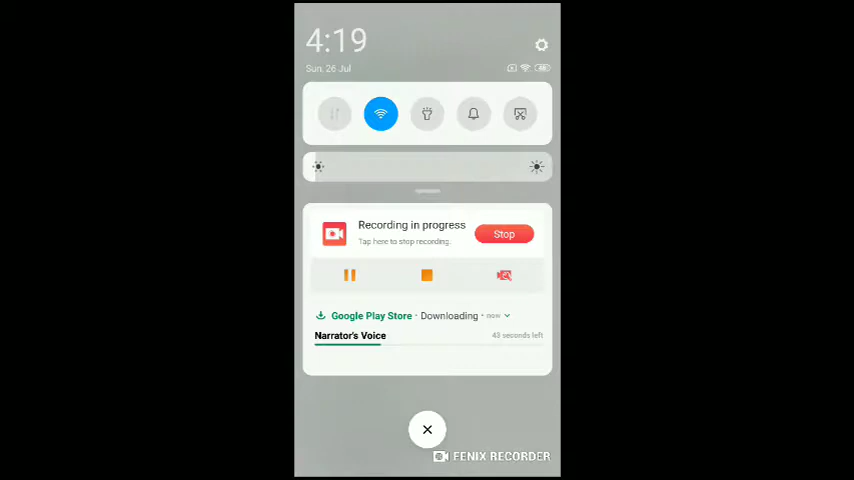 4:19
Sun, 26 Jul
Recording in progress
Tap here to stop recording.
Stop
Google Play Store · Downloading · now
Narrator's Voice
43 seconds left
FENIX RECORDER